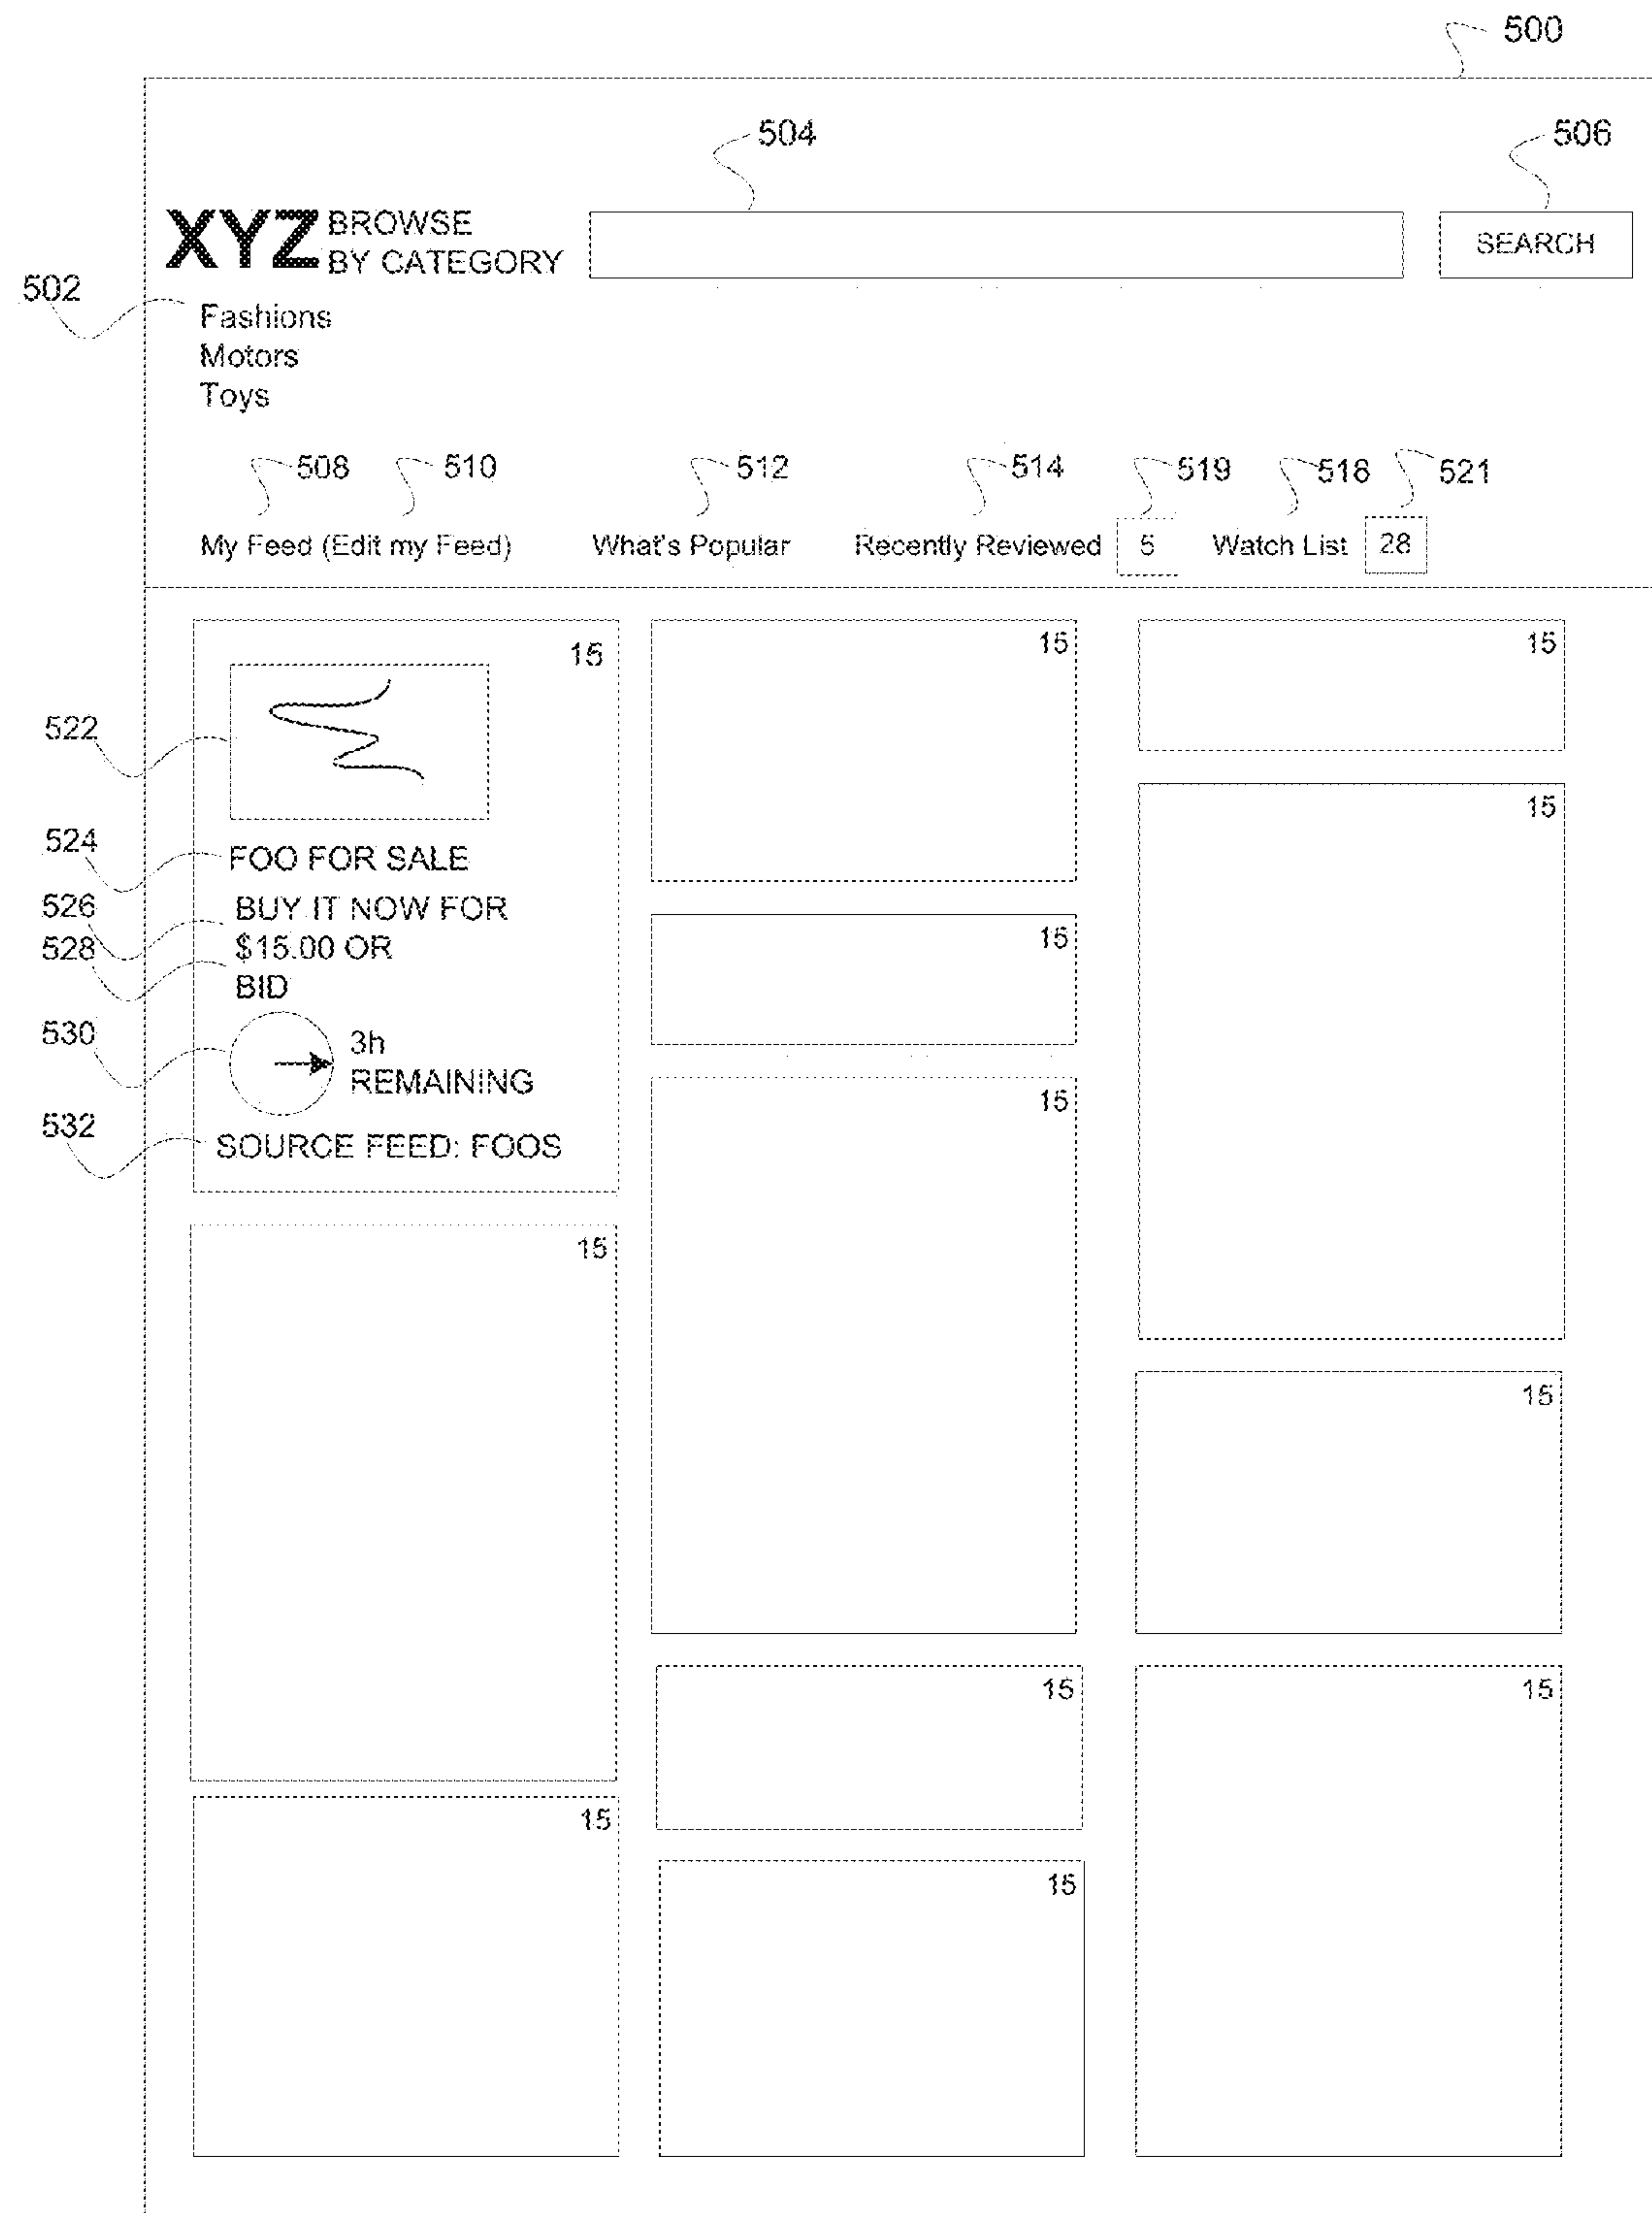 500
504
506
XYZ BROWSE
BY CATEGORY
SEARCH
502
Fashions
Motors
Toys
508
510
512
514
519
518
521
My Feed (Edit my Feed)
What's Popular
Recently Reviewed
5
Watch List
28
15
15
15
522
15
524
FOO FOR SALE
526
BUY IT NOW FOR
528
$15.00 OR
15
BID
530
3h
REMAINING
15
532
SOURCE FEED: FOOS
15
15
15
15
15
15